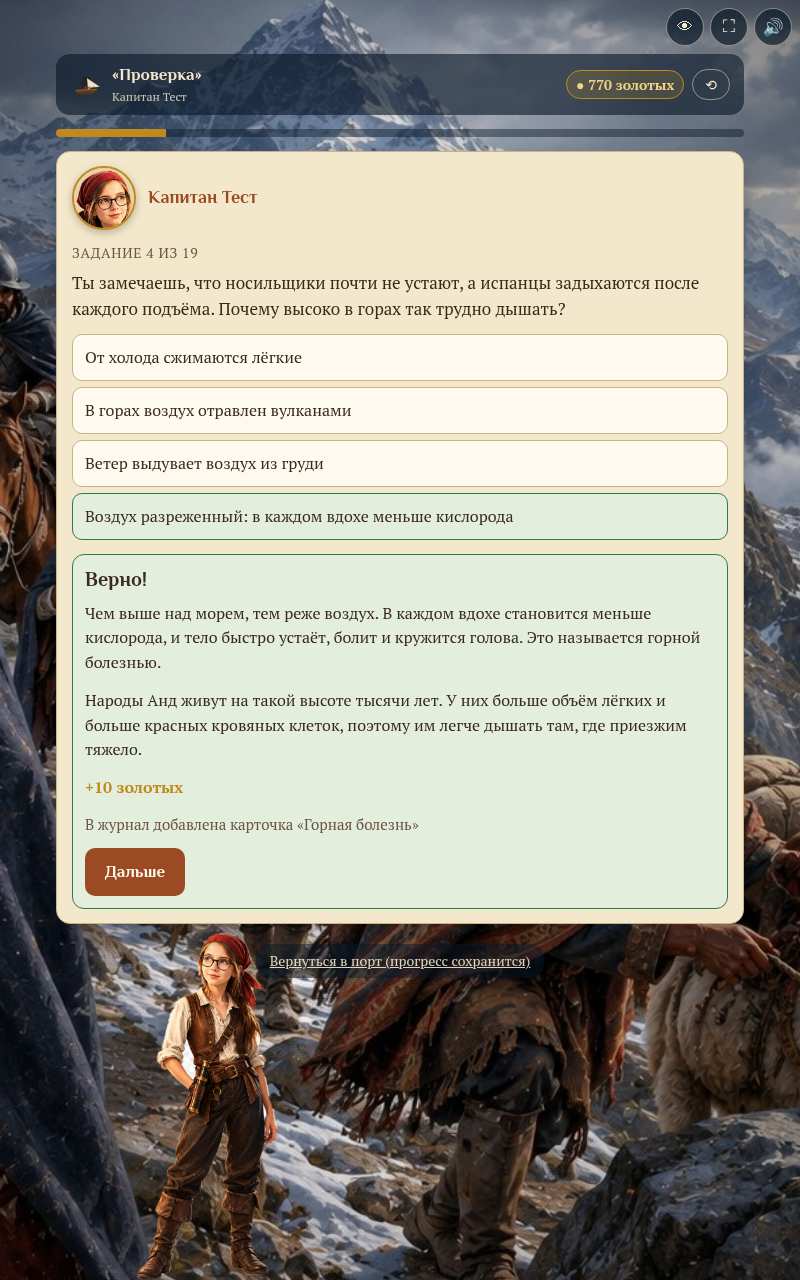 «Проверка»
Капитан Тест
● 770 золотых
Капитан Тест
ЗАДАНИЕ 4 ИЗ 19
Ты замечаешь, что носильщики почти не устают, а испанцы задыхаются после
каждого подъёма. Почему высоко в горах так трудно дышать?
От холода сжимаются лёгкие
В горах воздух отравлен вулканами
Ветер выдувает воздух из груди
Воздух разреженный: в каждом вдохе меньше кислорода
Верно!
Чем выше над морем, тем реже воздух. В каждом вдохе становится меньше
кислорода, и тело быстро устаёт, болит и кружится голова. Это называется горной
болезнью.
Народы Анд живут на такой высоте тысячи лет. У них больше объём лёгких и
больше красных кровяных клеток, поэтому им легче дышать там, где приезжим
тяжело.
+10 золотых
В журнал добавлена карточка «Горная болезнь»
Дальше
Вернуться в порт (прогресс сохранится)